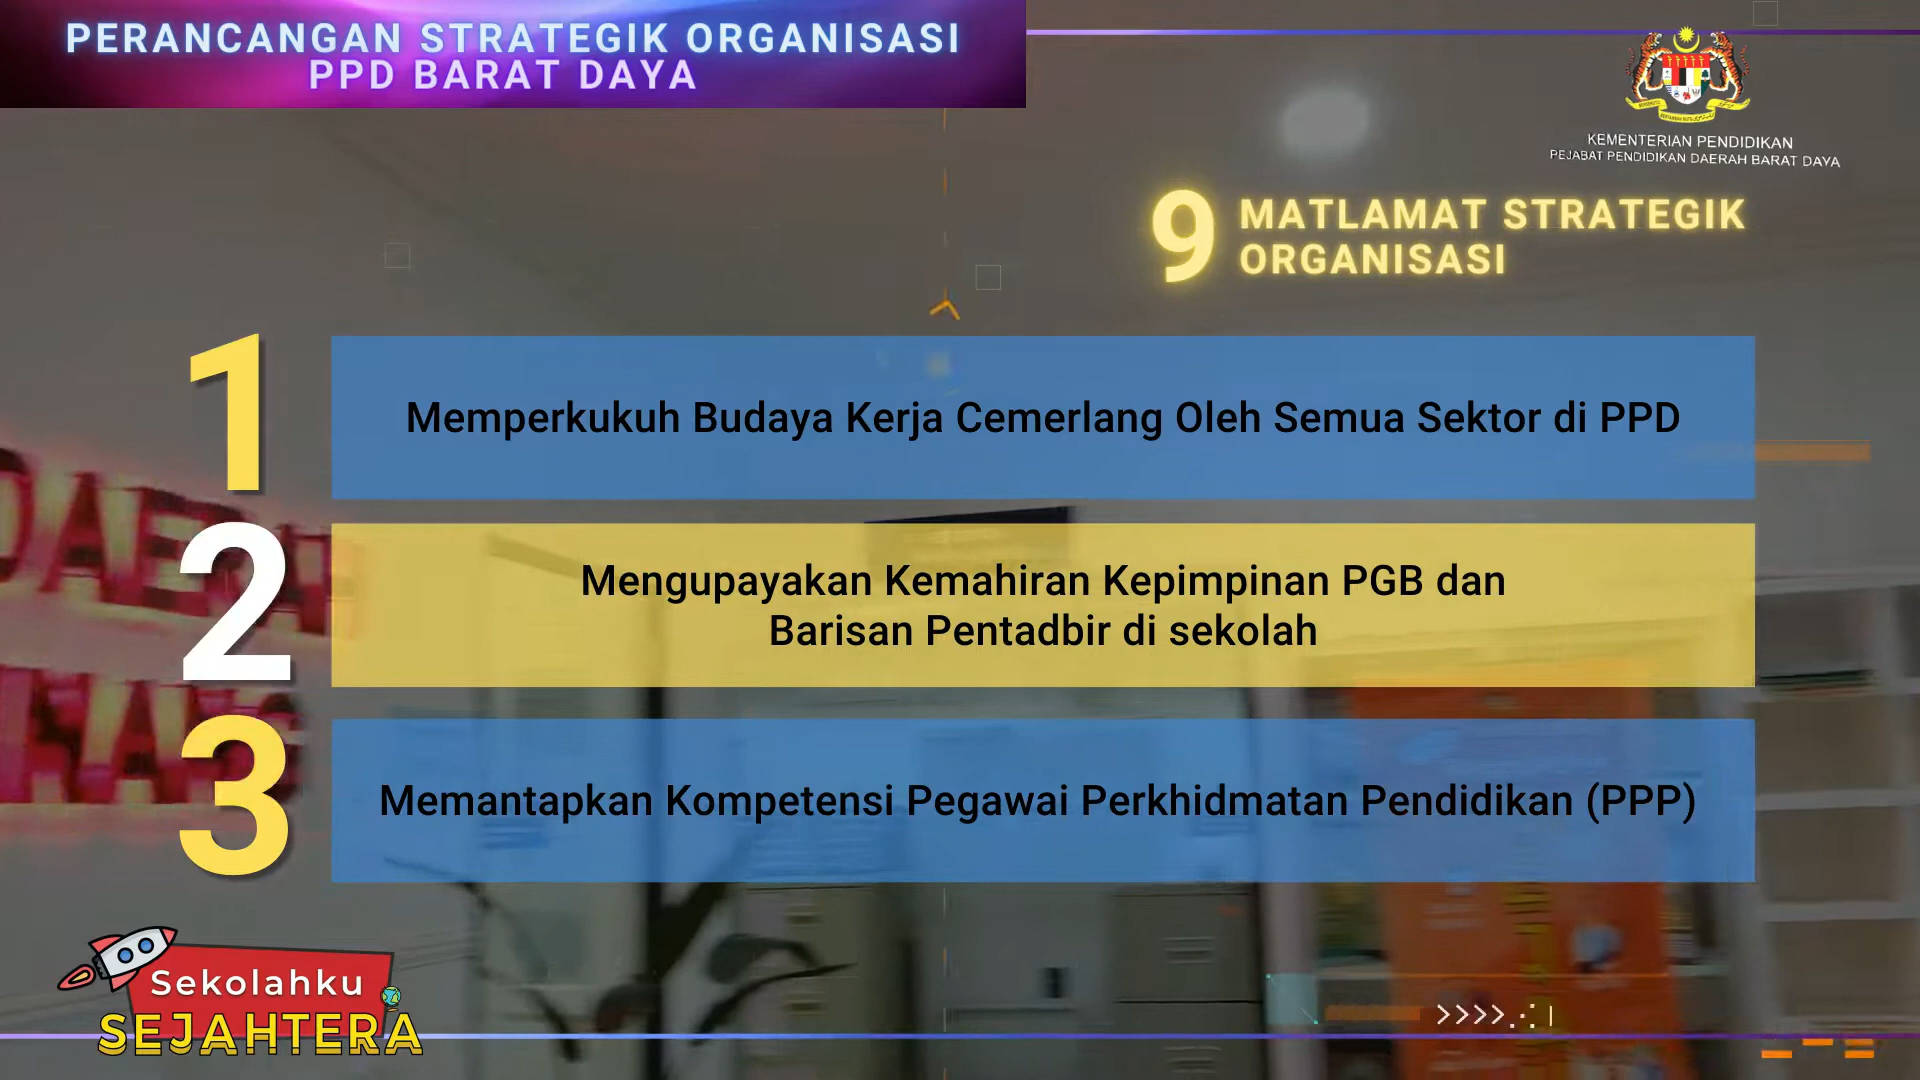 PERANCANGAN STRATEGIK ORGANISASI
PPD BARAT DAYA
KEMENTERIAN PENDIDIKAN
PEJABAT PENDIDIKAN DAERAH BARAT DAYA
9 MATLAMAT STRATEGIK
ORGANISASI
1
Memperkukuh Budaya Kerja Cemerlang Oleh Semua Sektor di PPD
2
Mengupayakan Kemahiran Kepimpinan PGB dan
Barisan Pentadbir di sekolah
3
Memantapkan Kompetensi Pegawai Perkhidmatan Pendidikan (PPP)
Sekolahku
SEJAHTERA